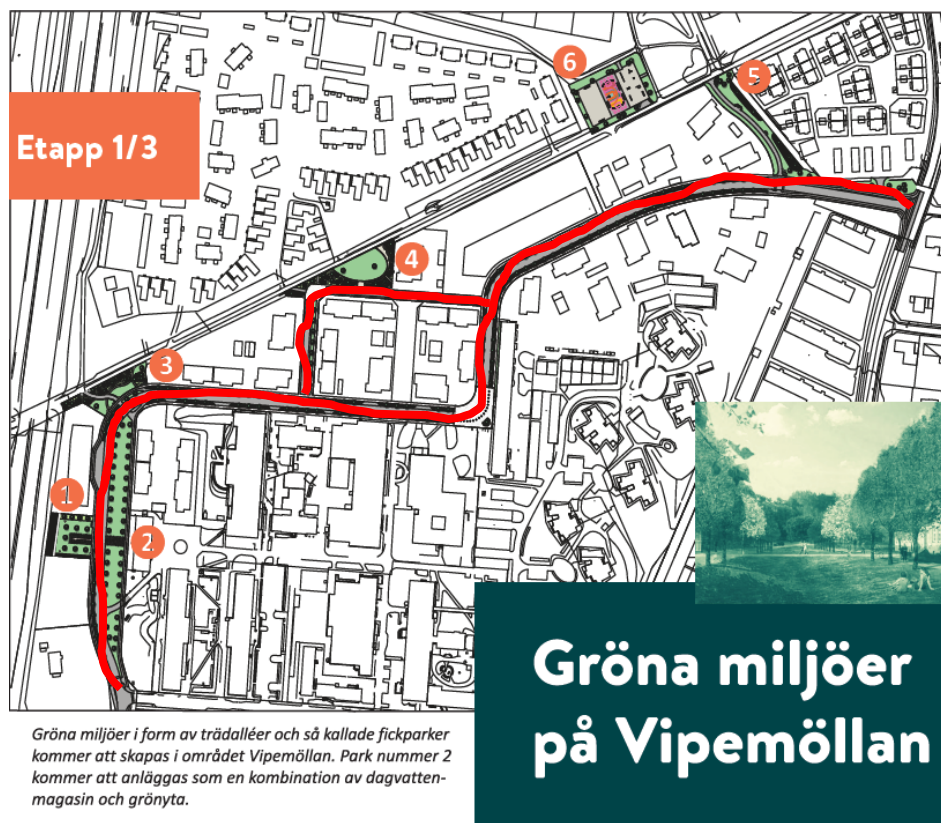 6
5
Etapp 1/3
4
3
1
2
Gröna miljöer
på Vipemöllan
Gröna miljöer i form av trädalléer och så kallade fickparker
kommer att skapas i området Vipemöllan. Park nummer 2
kommer att anläggas som en kombination av dagvatten-
magasin och grönyta.